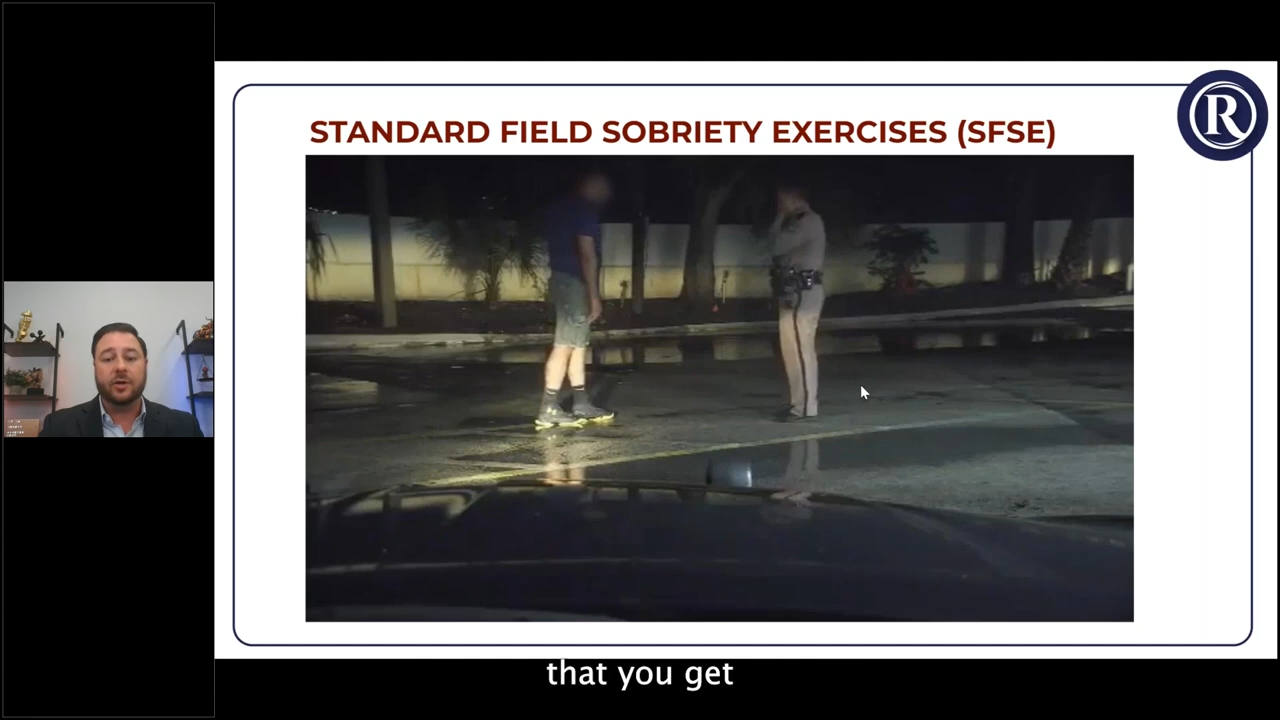 STANDARD FIELD SOBRIETY EXERCISES (SFSE)
R
that you get